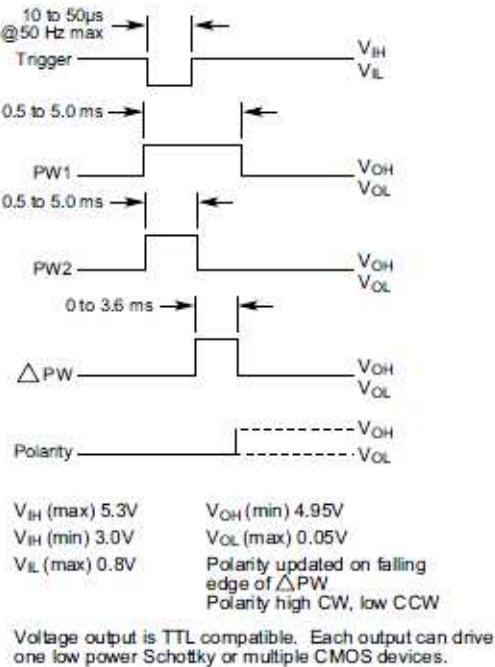 10 to 50µs
@50 Hz max
VIH
Trigger
VIL
0.5 to 5.0 ms
PW1
VOH
VOL
0.5 to 5.0 ms
PW2
VOH
VOL
0 to 3.6 ms
△PW
VOH
VOL
VOH
Polarity
VOL
VIH (max) 5.3V
VOH (min) 4.95V
VIH (min) 3.0V
VOL (max) 0.05V
VIL (max) 0.8V
Polarity updated on falling
edge of △PW
Polarity high CW, low CCW
Voltage output is TTL compatible. Each output can drive
one low power Schottky or multiple CMOS devices.